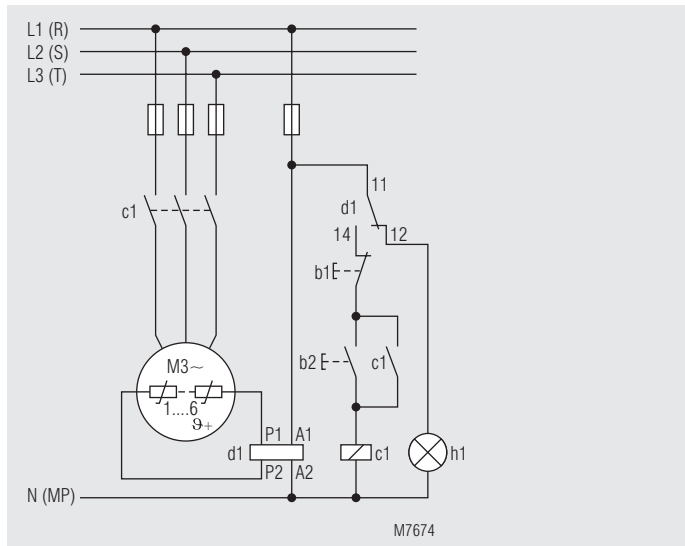 L1 (R)
L2 (S)
L3 (T)
11
c1
d1
14
12
b1
M3~
b2
c1
1....6
ϑ+
P1 A1
d1
c1
h1
P2 A2
N (MP)
M7674